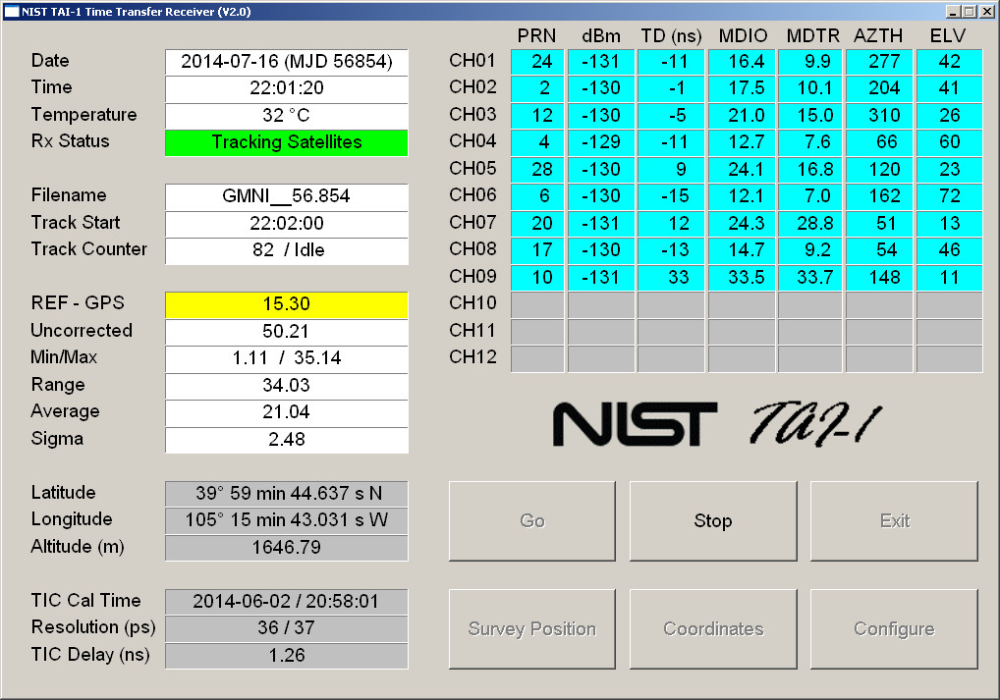 NIST TAI-1 Time Transfer Receiver (V2.0)
Date 2014-07-16 (MJD 56854)
Time 22:01:20
Temperature 32 °C
Rx Status Tracking Satellites
Filename GMNI__56.854
Track Start 22:02:00
Track Counter 82 / Idle
REF - GPS 15.30
Uncorrected 50.21
Min/Max 1.11 / 35.14
Range 34.03
Average 21.04
Sigma 2.48
Latitude 39° 59 min 44.637 s N
Longitude 105° 15 min 43.031 s W
Altitude (m) 1646.79
TIC Cal Time 2014-06-02 / 20:58:01
Resolution (ps) 36 / 37
TIC Delay (ns) 1.26
PRN dBm TD (ns) MDIO MDTR AZTH ELV
CH01 24 -131 -11 16.4 9.9 277 42
CH02 2 -130 -1 17.5 10.1 204 41
CH03 12 -130 -5 21.0 15.0 310 26
CH04 4 -129 -11 12.7 7.6 66 60
CH05 28 -130 9 24.1 16.8 120 23
CH06 6 -130 -15 12.1 7.0 162 72
CH07 20 -131 12 24.3 28.8 51 13
CH08 17 -130 -13 14.7 9.2 54 46
CH09 10 -131 33 33.5 33.7 148 11
CH10
CH11
CH12
NIST TAI-1
Go Stop Exit
Survey Position Coordinates Configure